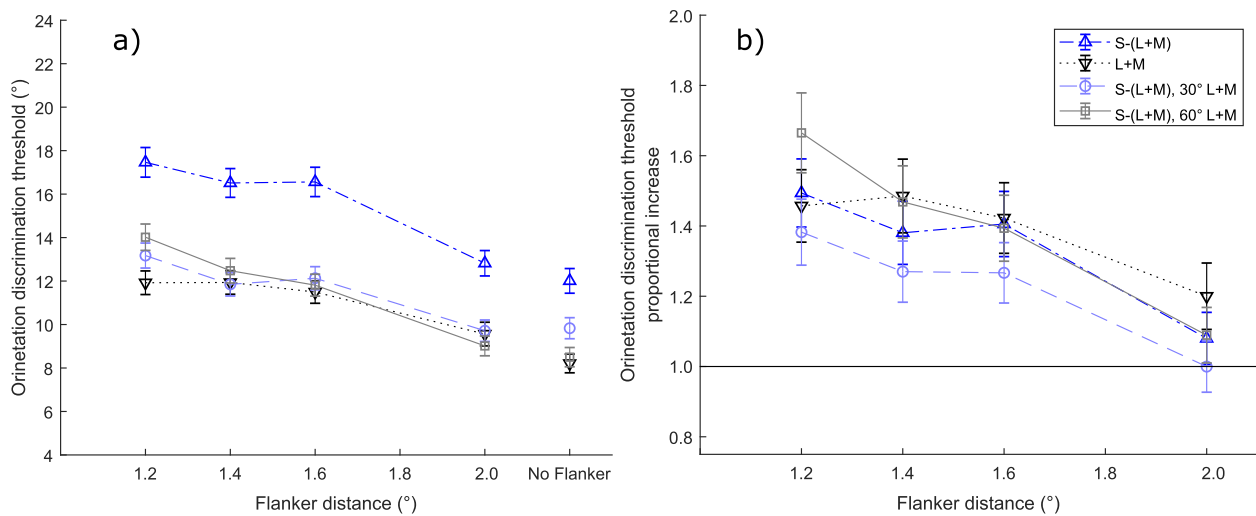 a)
24
22
20
18
16
14
12
10
8
6
4
Orinetation discrimination threshold (°)
1.2 1.4 1.6 1.8 2.0 No Flanker
Flanker distance (°)
b)
2.0
1.8
1.6
1.4
1.2
1.0
0.8
Orinetation discrimination threshold
proportional increase
1.2 1.4 1.6 1.8 2.0
Flanker distance (°)
S-(L+M)
L+M
S-(L+M), 30° L+M
S-(L+M), 60° L+M